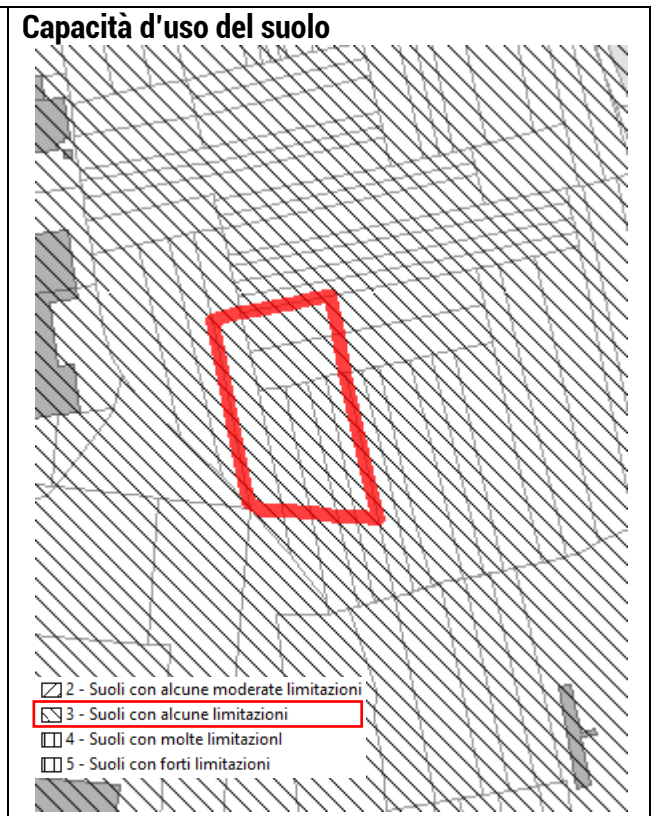 Capacità d'uso del suolo
2 - Suoli con alcune moderate limitazioni
3 - Suoli con alcune limitazioni
4 - Suoli con molte limitazionI
5 - Suoli con forti limitazioni